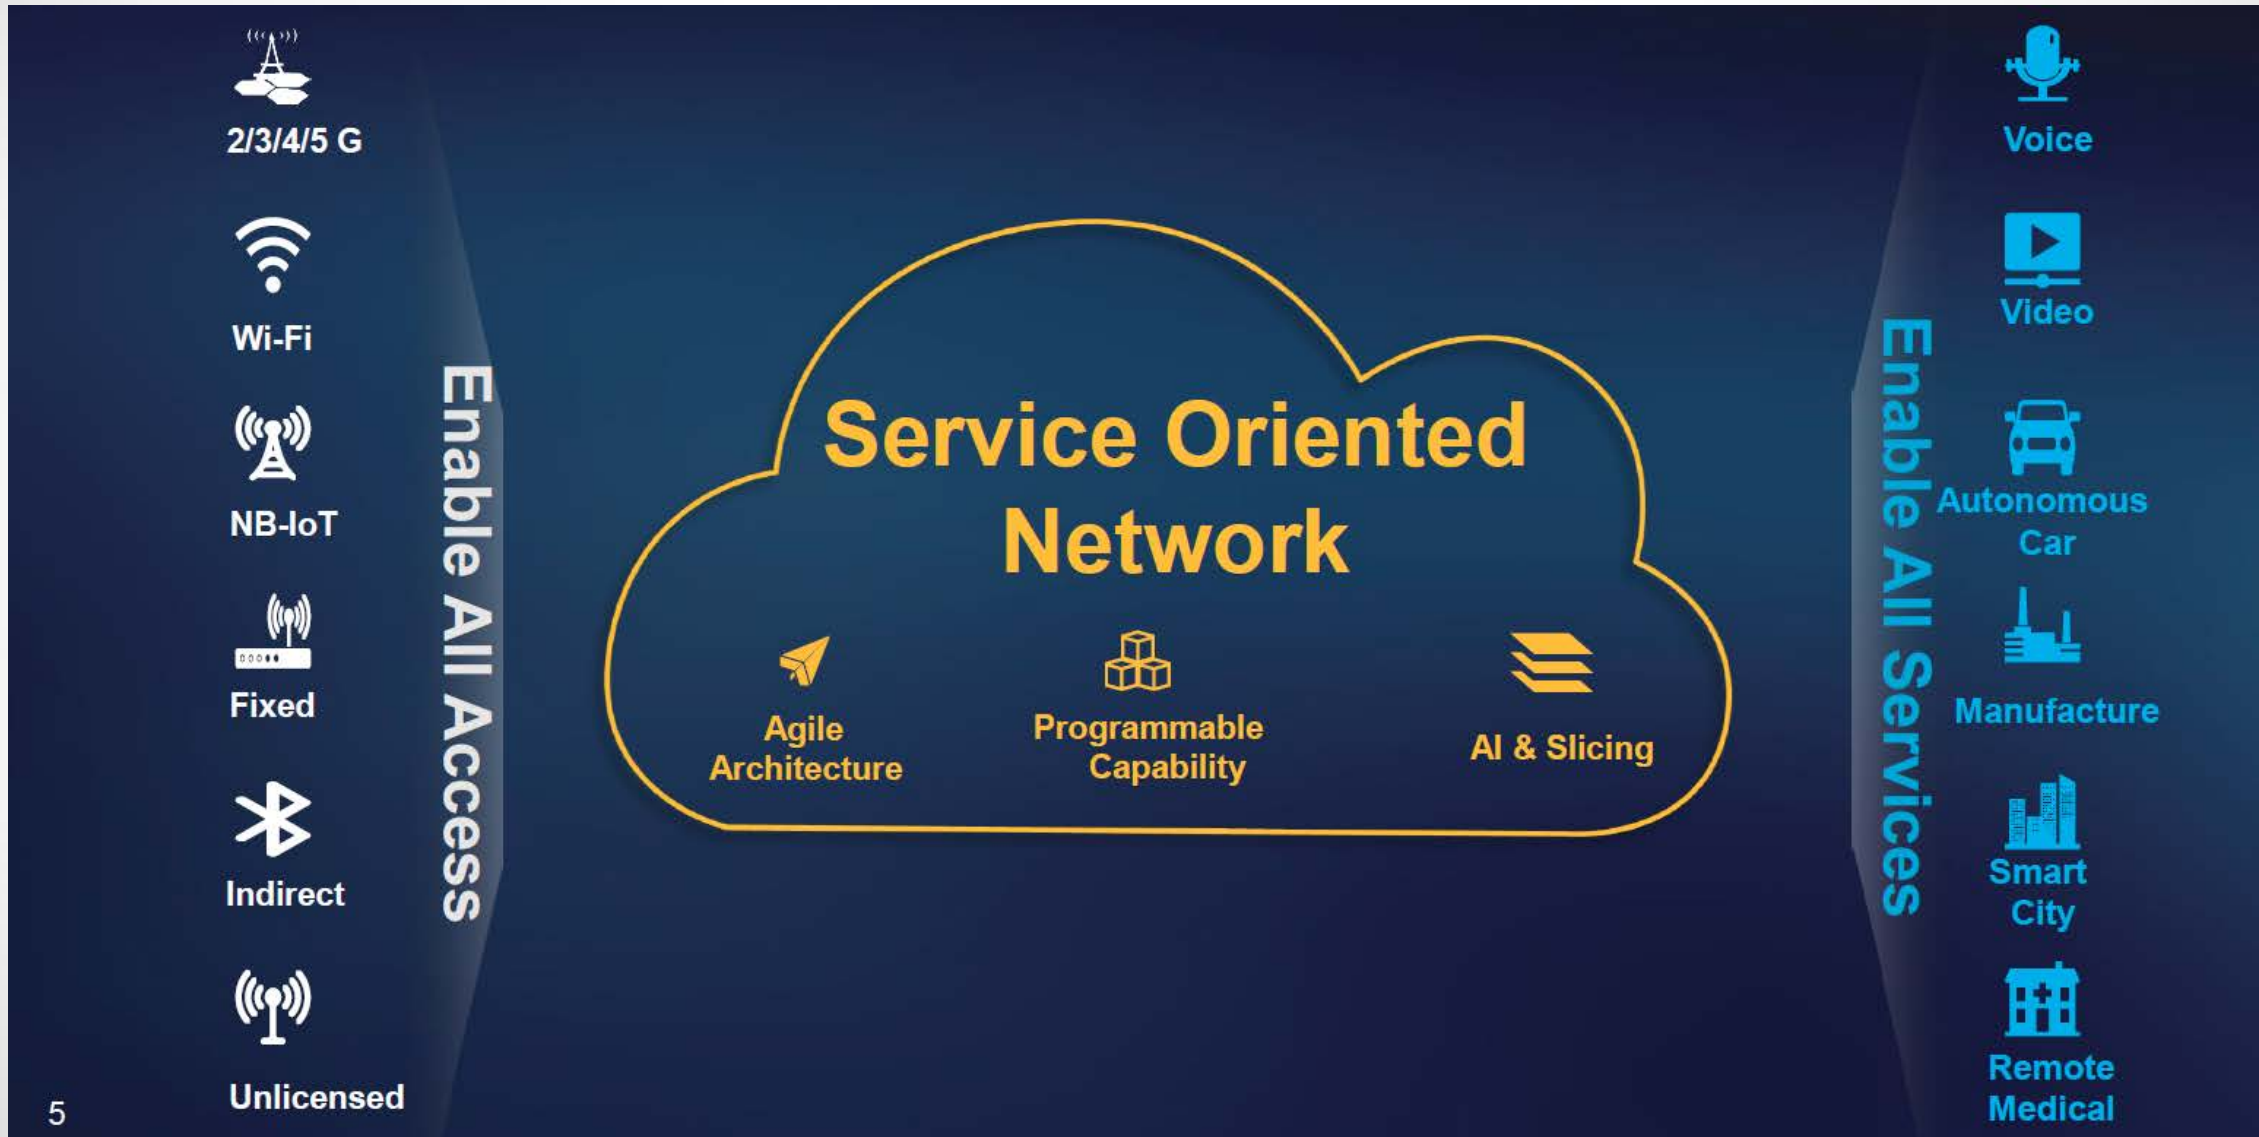 2/3/4/5 G
Wi-Fi
NB-IoT
Fixed
Indirect
Unlicensed
Enable All Access
Service Oriented
Network
Agile
Architecture
Programmable
Capability
AI & Slicing
Enable All Services
Voice
Video
Autonomous
Car
Manufacture
Smart
City
Remote
Medical
5